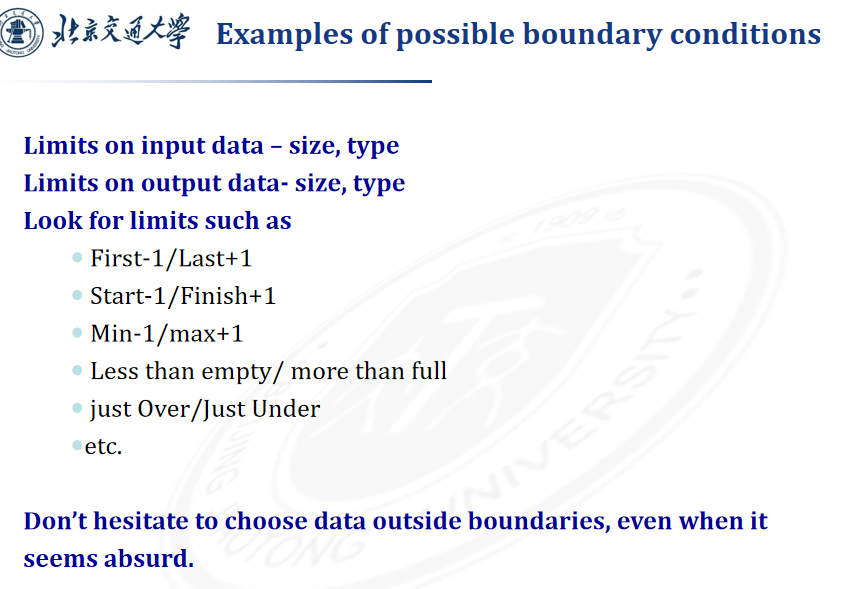 北京交通大学
Examples of possible boundary conditions
Limits on input data – size, type
Limits on output data- size, type
Look for limits such as
First-1/Last+1
Start-1/Finish+1
Min-1/max+1
Less than empty/ more than full
just Over/Just Under
etc.
Don’t hesitate to choose data outside boundaries, even when it
seems absurd.
1909
JIAOTONG UNIVERSITY